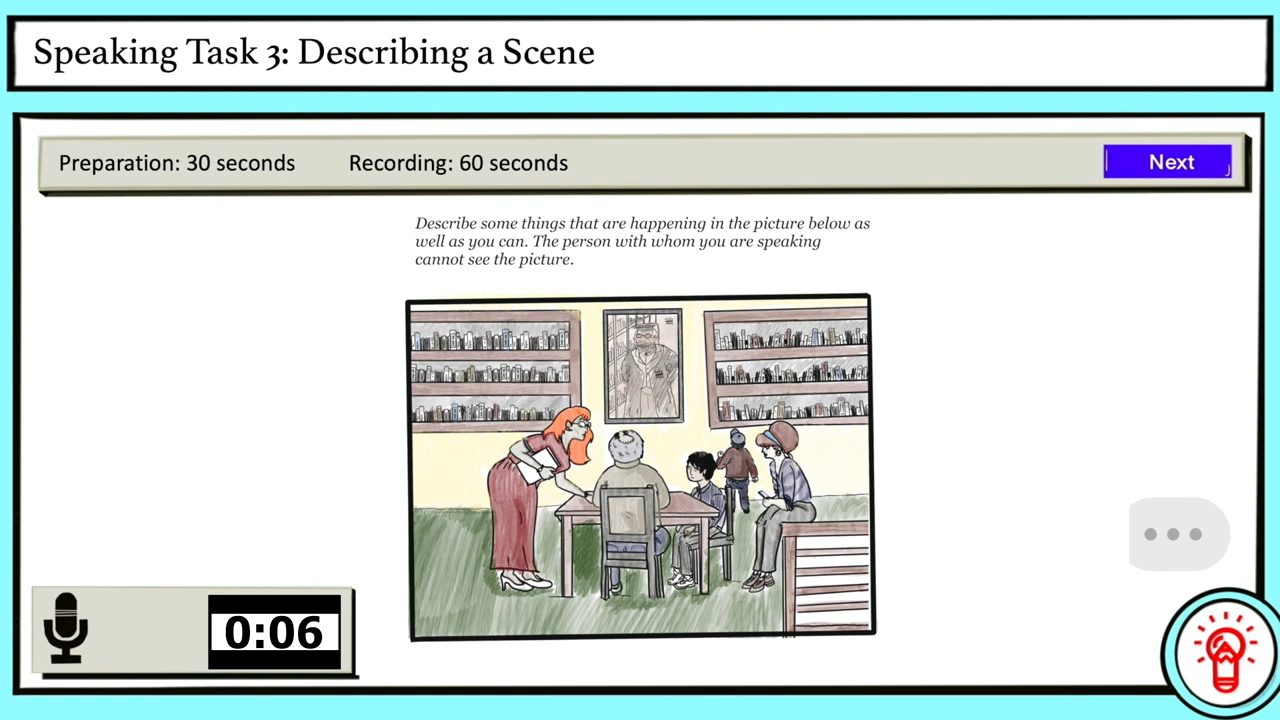 Speaking Task 3: Describing a Scene
Preparation: 30 seconds Recording: 60 seconds
Next
Describe some things that are happening in the picture below as
well as you can. The person with whom you are speaking
cannot see the picture.
0:06